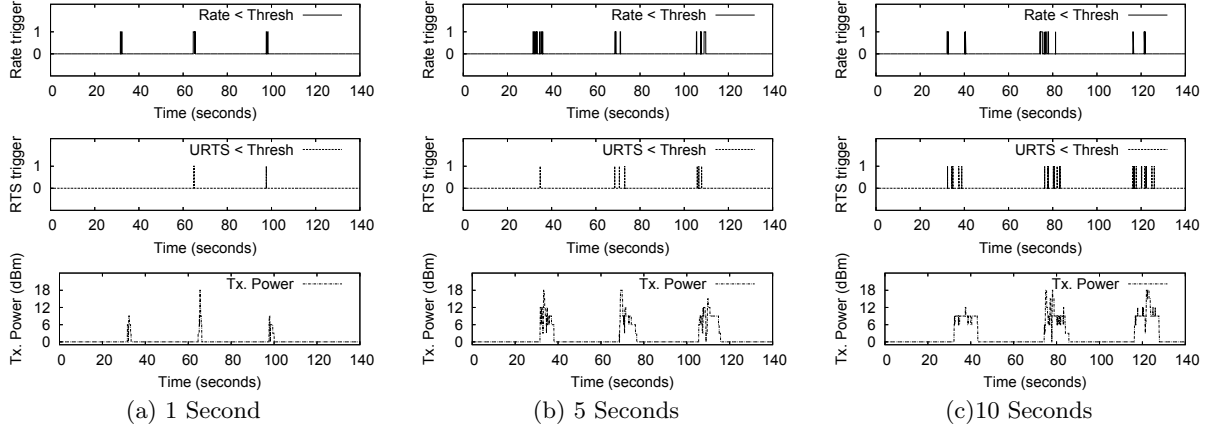 Rate trigger
1
0
Rate < Thresh
0 20 40 60 80 100 120 140
Time (seconds)
RTS trigger
1
0
URTS < Thresh
0 20 40 60 80 100 120 140
Time (seconds)
Tx. Power (dBm)
18
12
6
0
Tx. Power
0 20 40 60 80 100 120 140
Time (seconds)
(a) 1 Second
Rate trigger
1
0
Rate < Thresh
0 20 40 60 80 100 120 140
Time (seconds)
RTS trigger
1
0
URTS < Thresh
0 20 40 60 80 100 120 140
Time (seconds)
Tx. Power (dBm)
18
12
6
0
Tx. Power
0 20 40 60 80 100 120 140
Time (seconds)
(b) 5 Seconds
Rate trigger
1
0
Rate < Thresh
0 20 40 60 80 100 120 140
Time (seconds)
RTS trigger
1
0
URTS < Thresh
0 20 40 60 80 100 120 140
Time (seconds)
Tx. Power (dBm)
18
12
6
0
Tx. Power
0 20 40 60 80 100 120 140
Time (seconds)
(c)10 Seconds